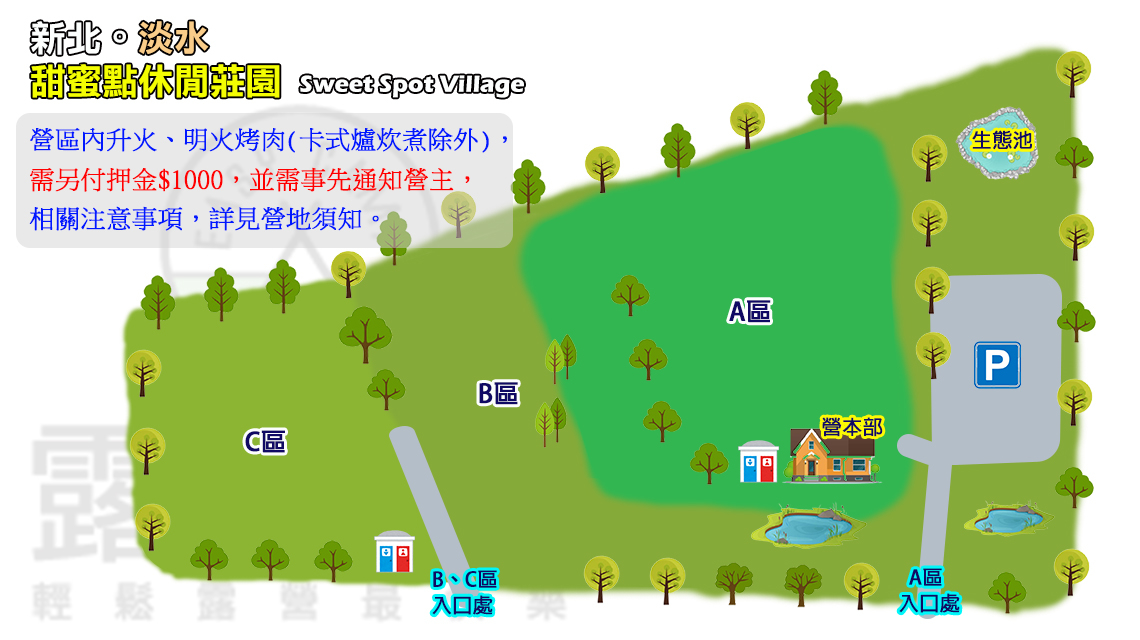 新北。淡水
甜蜜點休閒莊園 Sweet Spot Village
營區內升火、明火烤肉(卡式爐炊煮除外)，
需另付押金$1000，並需事先通知營主，
相關注意事項，詳見營地須知。
生態池
A區
P
B區
營本部
C區
B、C區
入口處
A區
入口處
露
輕鬆露營最
樂